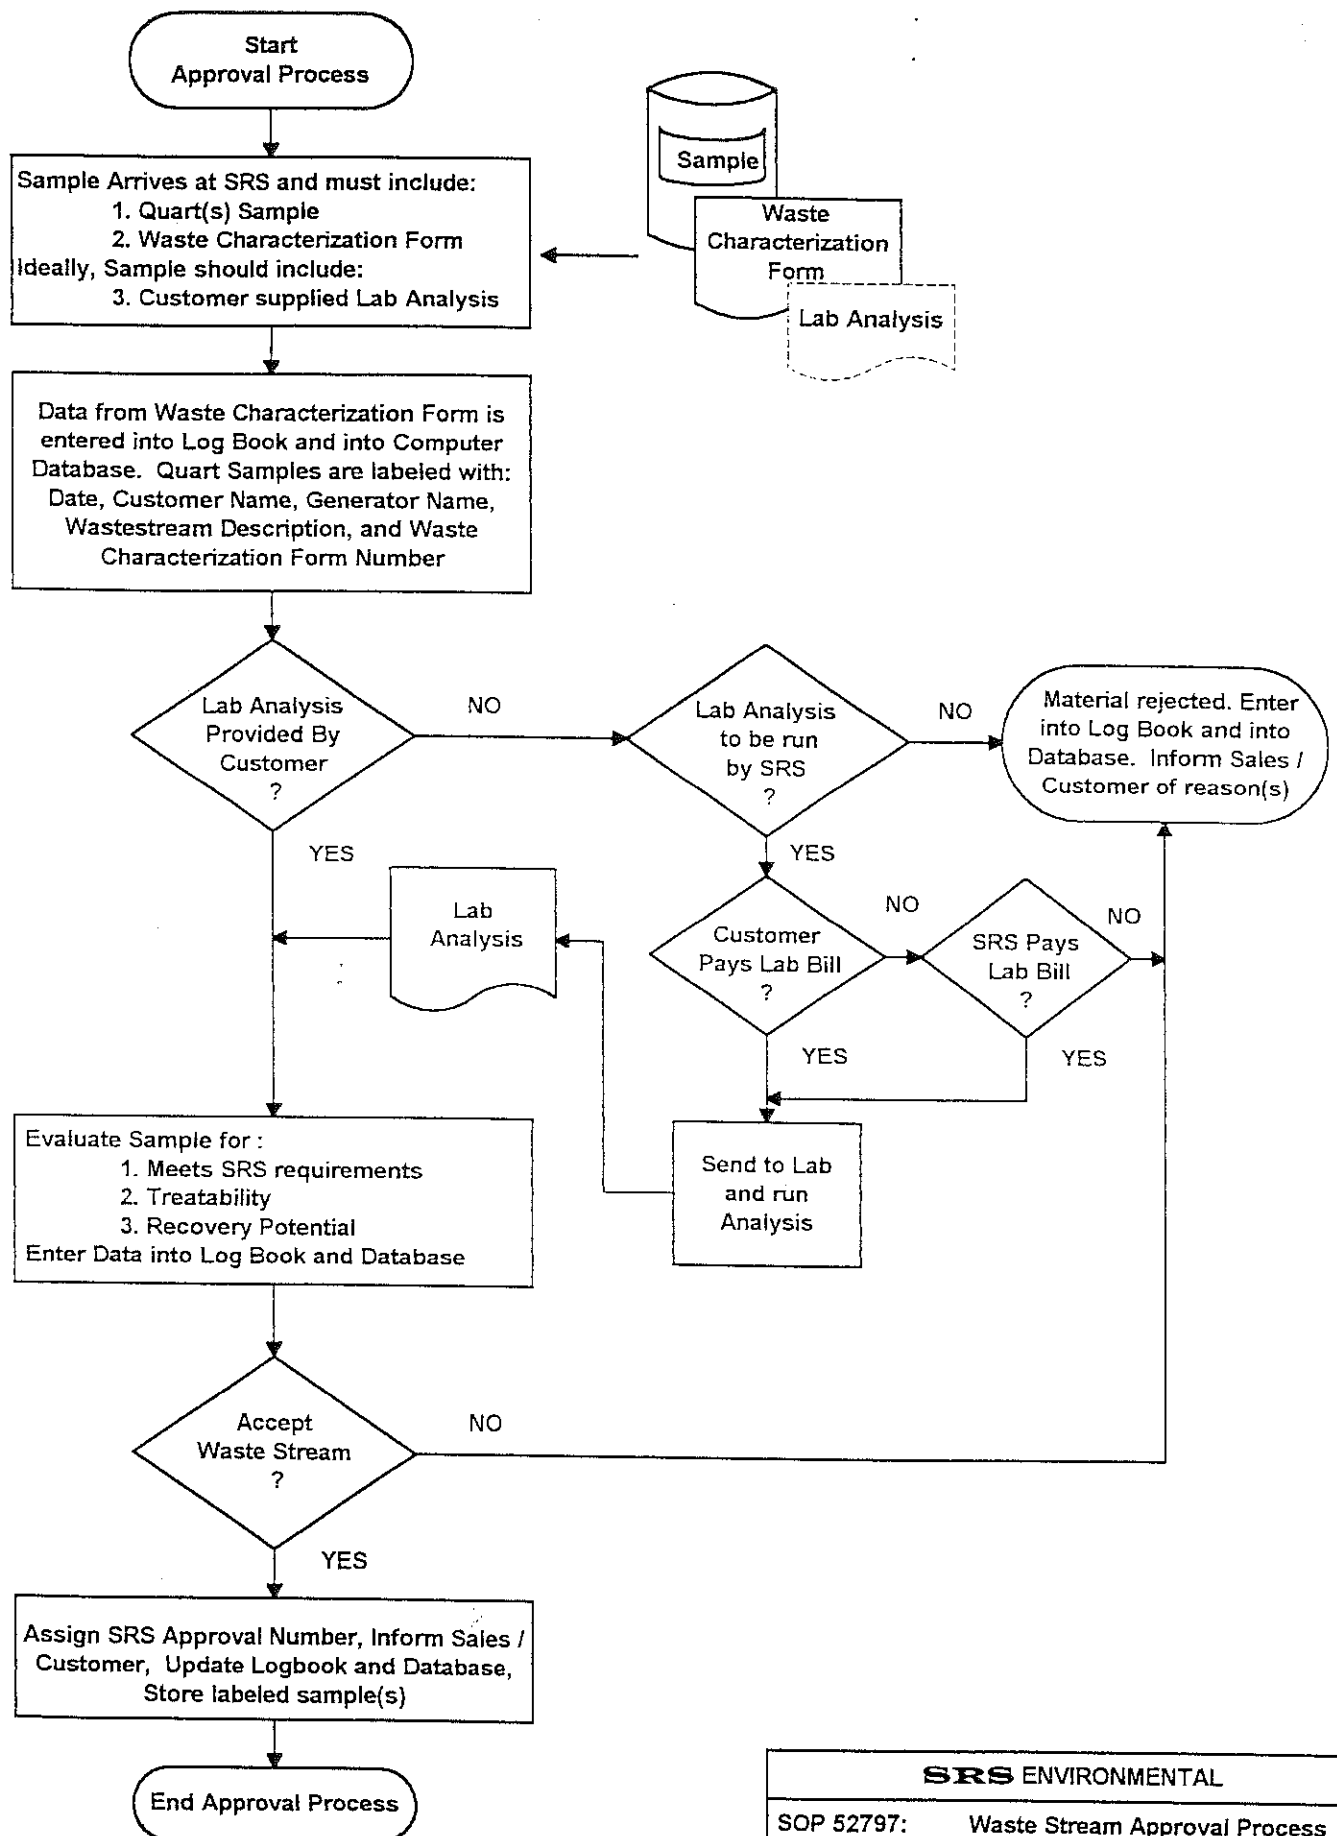 Start
Approval Process
Sample
Sample Arrives at SRS and must include:
1. Quart(s) Sample
2. Waste Characterization Form
Ideally, Sample should include:
3. Customer supplied Lab Analysis
Waste
Characterization
Form
Lab Analysis
Data from Waste Characterization Form is
entered into Log Book and into Computer
Database. Quart Samples are labeled with:
Date, Customer Name, Generator Name,
Wastestream Description, and Waste
Characterization Form Number
Lab Analysis
Provided By
Customer
?
NO
Lab Analysis
to be run
by SRS
?
NO
Material rejected. Enter
into Log Book and into
Database. Inform Sales /
Customer of reason(s)
YES
YES
Lab
Analysis
Customer
Pays Lab Bill
?
NO
SRS Pays
Lab Bill
?
NO
YES
YES
Send to Lab
and run
Analysis
Evaluate Sample for :
1. Meets SRS requirements
2. Treatability
3. Recovery Potential
Enter Data into Log Book and Database
Accept
Waste Stream
?
NO
YES
Assign SRS Approval Number, Inform Sales /
Customer, Update Logbook and Database,
Store labeled sample(s)
End Approval Process
SRS ENVIRONMENTAL
SOP 52797: Waste Stream Approval Process